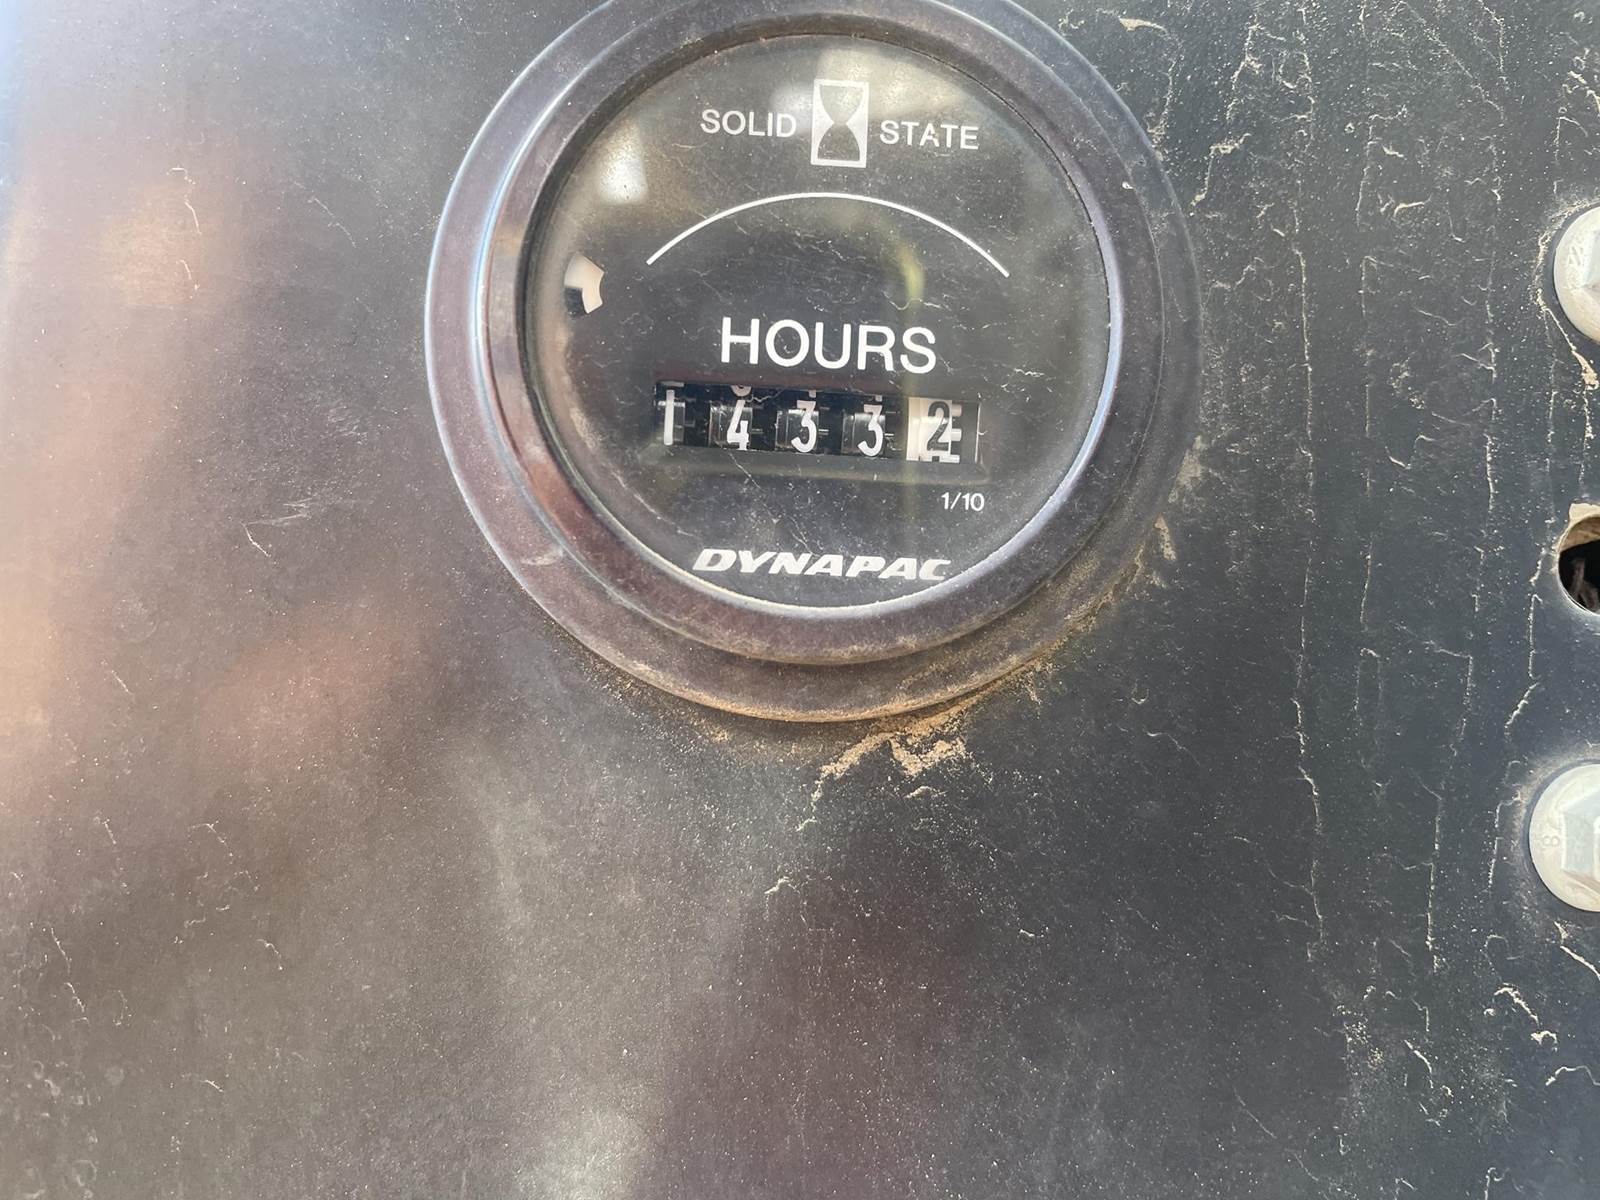 SOLID STATE
HOURS
14332
1/10
DYNAPAC